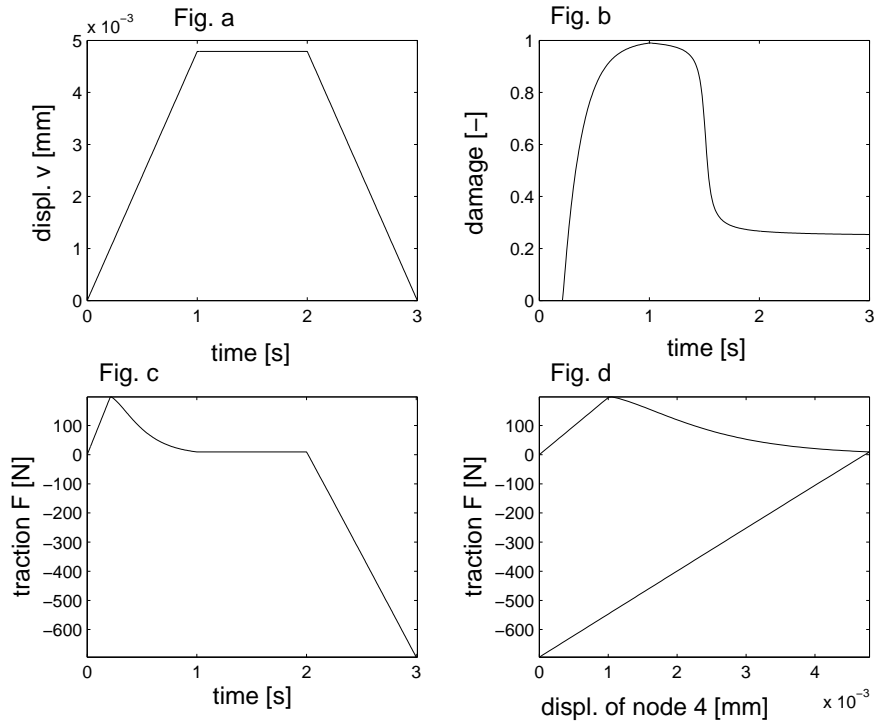 Fig. a
x 10⁻³
5
4
3
2
1
0
displ. v [mm]
0 1 2 3
time [s]
Fig. b
1
0.8
0.6
0.4
0.2
0
damage [−]
0 1 2 3
time [s]
Fig. c
100
0
−100
−200
−300
−400
−500
−600
traction F [N]
0 1 2 3
time [s]
Fig. d
100
0
−100
−200
−300
−400
−500
−600
traction F [N]
0 1 2 3 4
displ. of node 4 [mm]
x 10⁻³